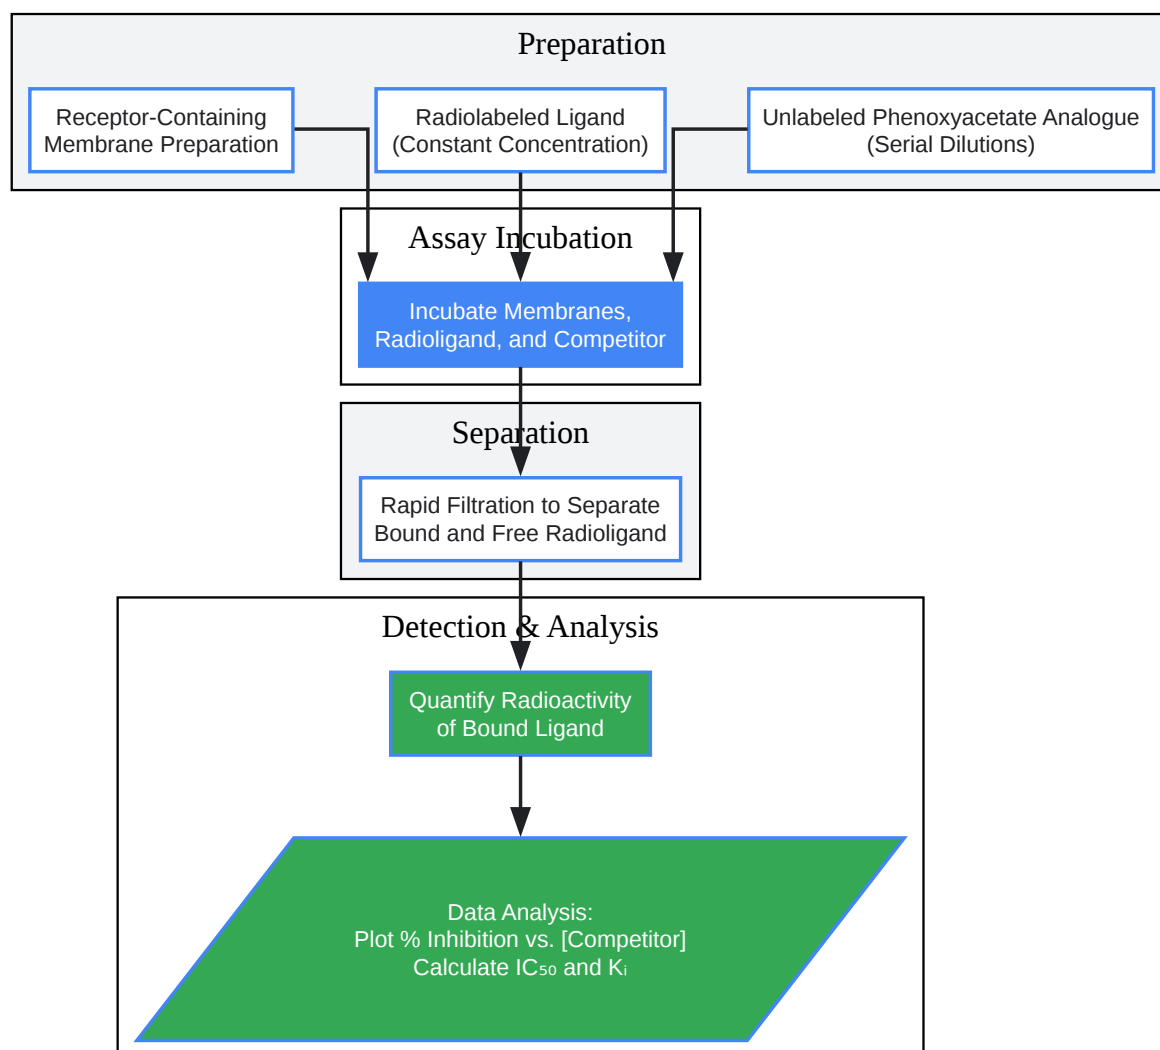 Preparation
Receptor-Containing
Membrane Preparation
Radiolabeled Ligand
(Constant Concentration)
Unlabeled Phenoxyacetate Analogue
(Serial Dilutions)
Assay Incubation
Incubate Membranes,
Radioligand, and Competitor
Separation
Rapid Filtration to Separate
Bound and Free Radioligand
Detection & Analysis
Quantify Radioactivity
of Bound Ligand
Data Analysis:
Plot % Inhibition vs. [Competitor]
Calculate IC₅₀ and Kᵢ